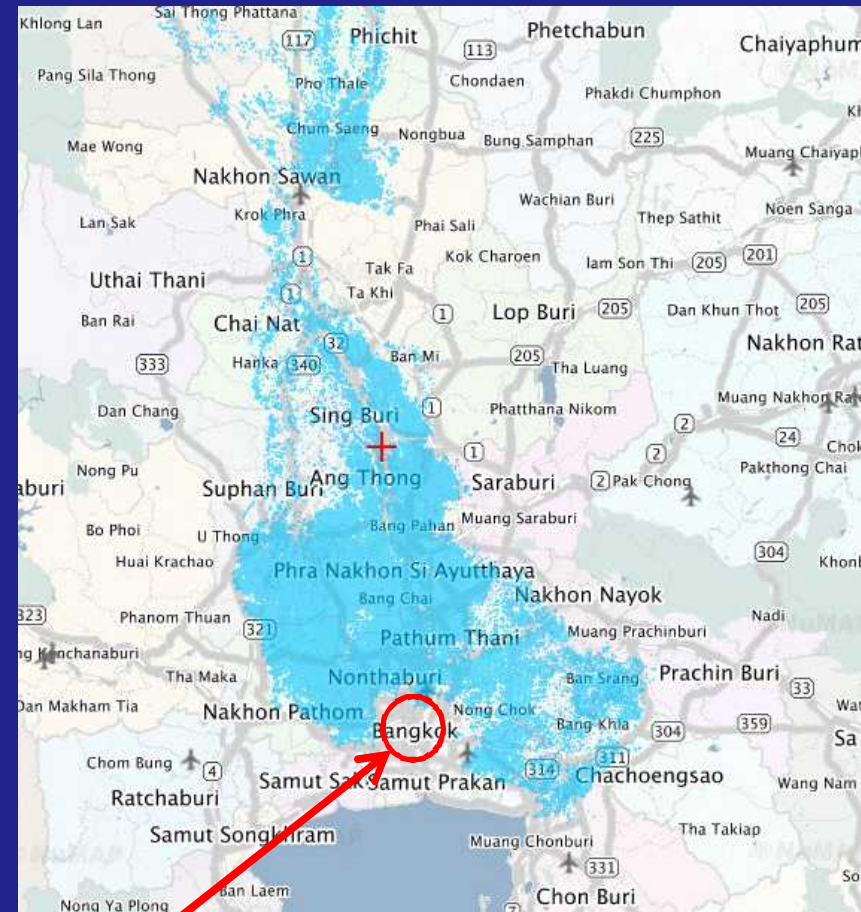 Sai Thong Phattana
Khlong Lan
117
Phichit
113
Phetchabun
Chaiyaphum
Pang Sila Thong
Pho Thale
Chondaen
Phakdi Chumphon
Chum Saeng
Nongbua
Bung Samphan
225
Mae Wong
Muang Chaiyap
Nakhon Sawan
Wachian Buri
Lan Sak
Krok Phra
Phai Sali
Thep Sathit
Noen Sanga
1
Tak Fa
Kok Charoen
Iam Son Thi
205
201
Uthai Thani
1
Ta Khi
Ban Rai
Chai Nat
1
Lop Buri
205
Dan Khun Thot
205
32
Nakhon Rat
333
Hanka
340
Ban Mi
205
Tha Luang
Dan Chang
Sing Buri
1
Phatthana Nikom
Muang Nakhon Ra
2
24
Chok
Nong Pu
Ang Thong
1
2
Pakthong Chai
aburi
Suphan Buri
Saraburi
2
Pak Chong
Bo Phoi
U Thong
Bang Pahan
Muang Saraburi
Huai Krachao
304
Khonb
Phra Nakhon Si Ayutthaya
Bang Chai
Nakhon Nayok
323
Phanom Thuan
321
Pathum Thani
Muang Prachinburi
Nadi
ng Kanchanaburi
Tha Maka
Nonthaburi
Ban Srang
Prachin Buri
33
Dan Makham Tia
Nakhon Pathom
Nong Chok
Bangkok
Bang Khla
304
359
Wat
Sa
Chom Bung
4
311
314
Chachoengsao
Samut Sak
Samut Prakan
Wang Nam
Ratchaburi
Samut Songkhram
Muang Chonburi
Tha Takiap
331
Ban Laem
Nong Ya Plong
7
Chon Buri
So